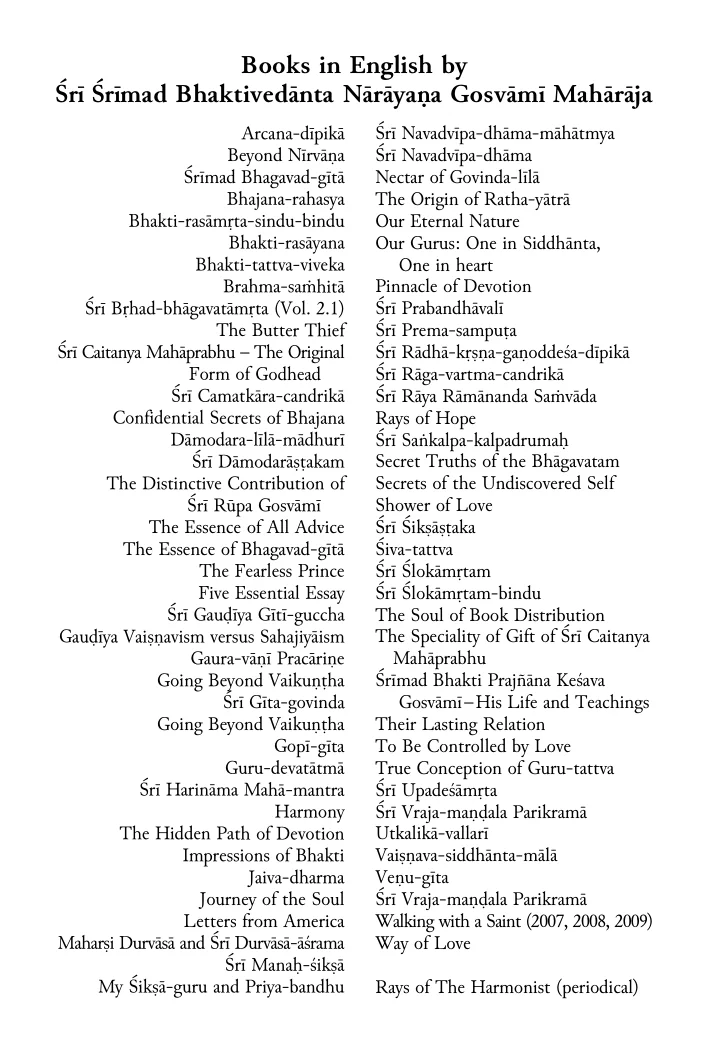 Books in English by
Śrī Śrīmad Bhaktivedānta Nārāyaṇa Gosvāmī Mahārāja
Arcana-dīpikā
Beyond Nīrvāṇa
Śrīmad Bhagavad-gītā
Bhajana-rahasya
Bhakti-rasāmṛta-sindu-bindu
Bhakti-rasāyana
Bhakti-tattva-viveka
Brahma-saṁhitā
Śrī Bṛhad-bhāgavatāmṛta (Vol. 2.1)
The Butter Thief
Śrī Caitanya Mahāprabhu – The Original
Form of Godhead
Śrī Camatkāra-candrikā
Confidential Secrets of Bhajana
Dāmodara-līlā-mādhurī
Śrī Dāmodarāṣṭakam
The Distinctive Contribution of
Śrī Rūpa Gosvāmī
The Essence of All Advice
The Essence of Bhagavad-gītā
The Fearless Prince
Five Essential Essay
Śrī Gauḍīya Gītī-guccha
Gauḍīya Vaiṣṇavism versus Sahajiyāism
Gaura-vāṇī Pracāriṇe
Going Beyond Vaikuṇṭha
Śrī Gīta-govinda
Going Beyond Vaikuṇṭha
Gopī-gīta
Guru-devatātmā
Śrī Harināma Mahā-mantra
Harmony
The Hidden Path of Devotion
Impressions of Bhakti
Jaiva-dharma
Journey of the Soul
Letters from America
Maharṣi Durvāsā and Śrī Durvāsā-āśrama
Śrī Manaḥ-śikṣā
My Śikṣā-guru and Priya-bandhu
Śrī Navadvīpa-dhāma-māhātmya
Śrī Navadvīpa-dhāma
Nectar of Govinda-līlā
The Origin of Ratha-yātrā
Our Eternal Nature
Our Gurus: One in Siddhānta,
One in heart
Pinnacle of Devotion
Śrī Prabandhāvalī
Śrī Prema-sampuṭa
Śrī Rādhā-kṛṣṇa-gaṇoddeśa-dīpikā
Śrī Rāga-vartma-candrikā
Śrī Rāya Rāmānanda Saṁvāda
Rays of Hope
Śrī Saṅkalpa-kalpadrumaḥ
Secret Truths of the Bhāgavatam
Secrets of the Undiscovered Self
Shower of Love
Śrī Śikṣāṣṭaka
Śiva-tattva
Śrī Ślokāmṛtam
Śrī Ślokāmṛtam-bindu
The Soul of Book Distribution
The Speciality of Gift of Śrī Caitanya
Mahāprabhu
Śrīmad Bhakti Prajñāna Keśava
Gosvāmī–His Life and Teachings
Their Lasting Relation
To Be Controlled by Love
True Conception of Guru-tattva
Śrī Upadeśāmṛta
Śrī Vraja-maṇḍala Parikramā
Utkalikā-vallarī
Vaiṣṇava-siddhānta-mālā
Veṇu-gīta
Śrī Vraja-maṇḍala Parikramā
Walking with a Saint (2007, 2008, 2009)
Way of Love
Rays of The Harmonist (periodical)